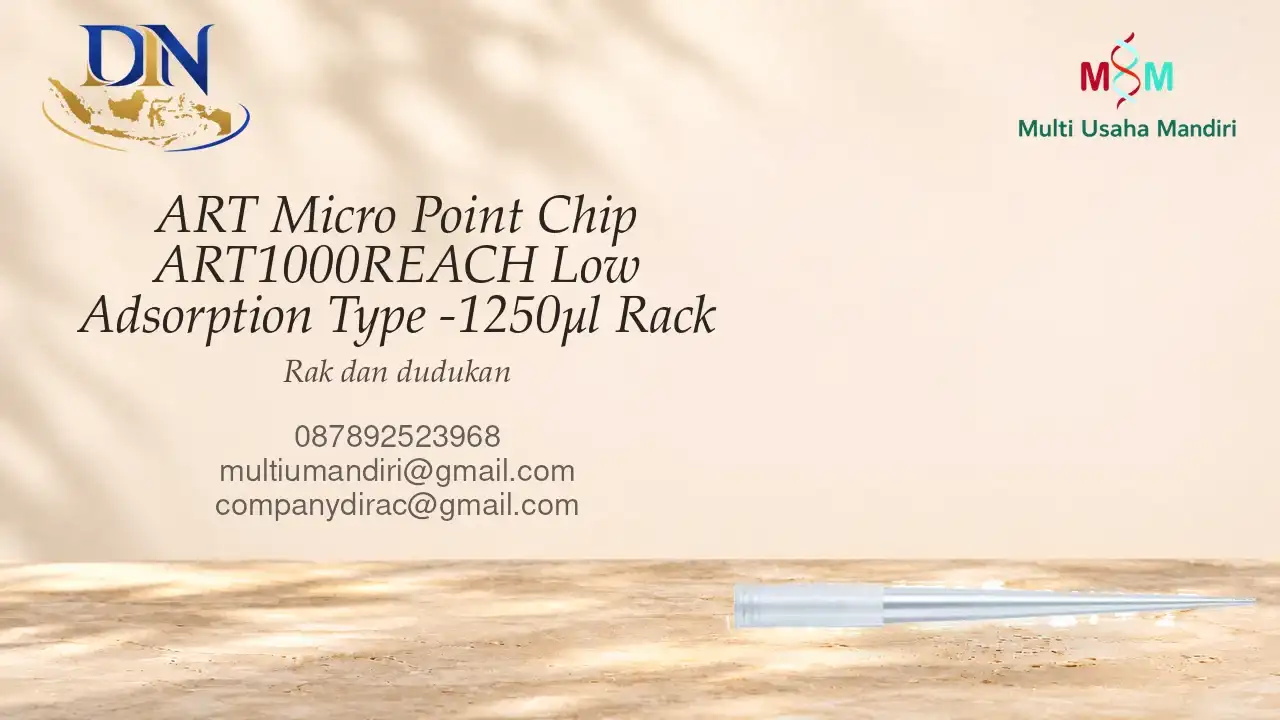 DIN
M M
Multi Usaha Mandiri
ART Micro Point Chip
ART1000REACH Low
Adsorption Type -1250µl Rack
Rak dan dudukan
087892523968
multiumandiri@gmail.com
companydirac@gmail.com